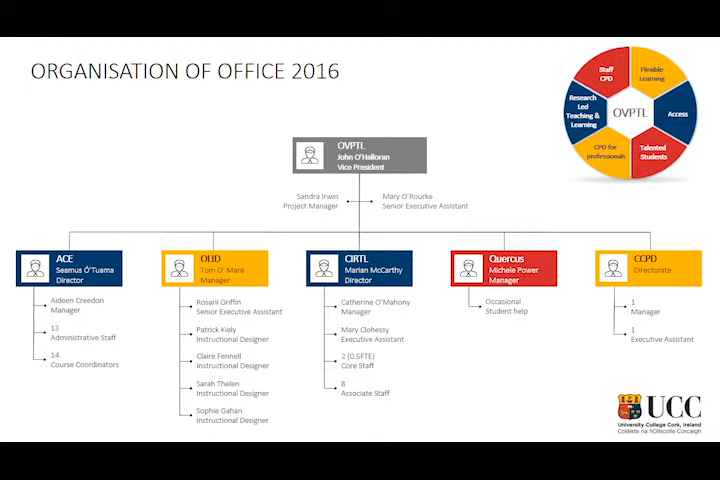 ORGANISATION OF OFFICE 2016
Staff
CPD
Flexible
Learning
Research
Led
Teaching &
Learning
OVPTL
Access
CPD for
professionals
Talented
Students
OVPTL
John O'Halloran
Vice President
Sandra Irwin
Project Manager
Mary O'Rourke
Senior Executive Assistant
ACE
Seamus Ó'Tuama
Director
Aideen Creedon
Manager
13
Administrative Staff
14
Course Coordinators
OLID
Tom O' Mara
Manager
Rosarii Griffin
Senior Executive Assistant
Patrick Kiely
Instructional Designer
Claire Fennell
Instructional Designer
Sarah Thelen
Instructional Designer
Sophie Gahan
Instructional Designer
CIRTL
Marian McCarthy
Director
Catherine O'Mahony
Manager
Mary Clohessy
Executive Assistant
2 (0.5FTE)
Core Staff
8
Associate Staff
Quercus
Michele Power
Manager
Occasional
Student help
CCPD
Directorate
1
Manager
1
Executive Assistant
UCC
University College Cork, Ireland
Coláiste na hOllscoile Corcaigh